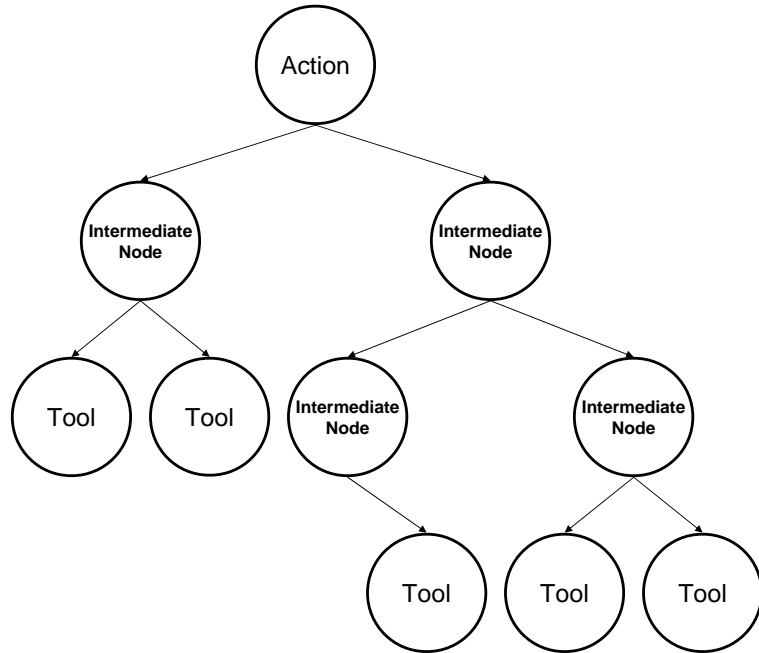 Action
Intermediate
Node
Intermediate
Node
Tool
Tool
Intermediate
Node
Intermediate
Node
Tool
Tool
Tool